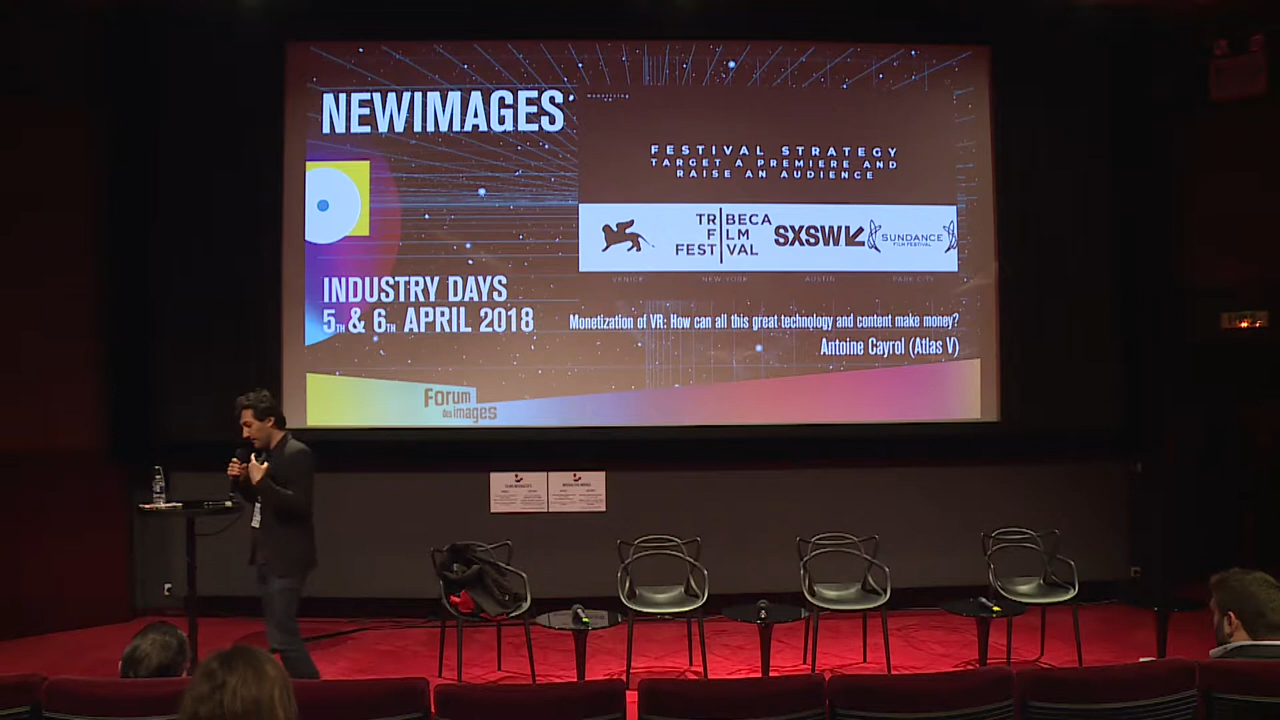 NEWIMAGES
monetizing
FESTIVAL STRATEGY
TARGET A PREMIERE AND
RAISE AN AUDIENCE
TRIBECA
FILM
FESTIVAL
SXSW
SUNDANCE
FILM FESTIVAL
VENICE
NEW YORK
AUSTIN
PARK CITY
INDUSTRY DAYS
5TH & 6TH APRIL 2018
Monetization of VR: How can all this great technology and content make money?
Antoine Cayrol (Atlas V)
Forum
des images